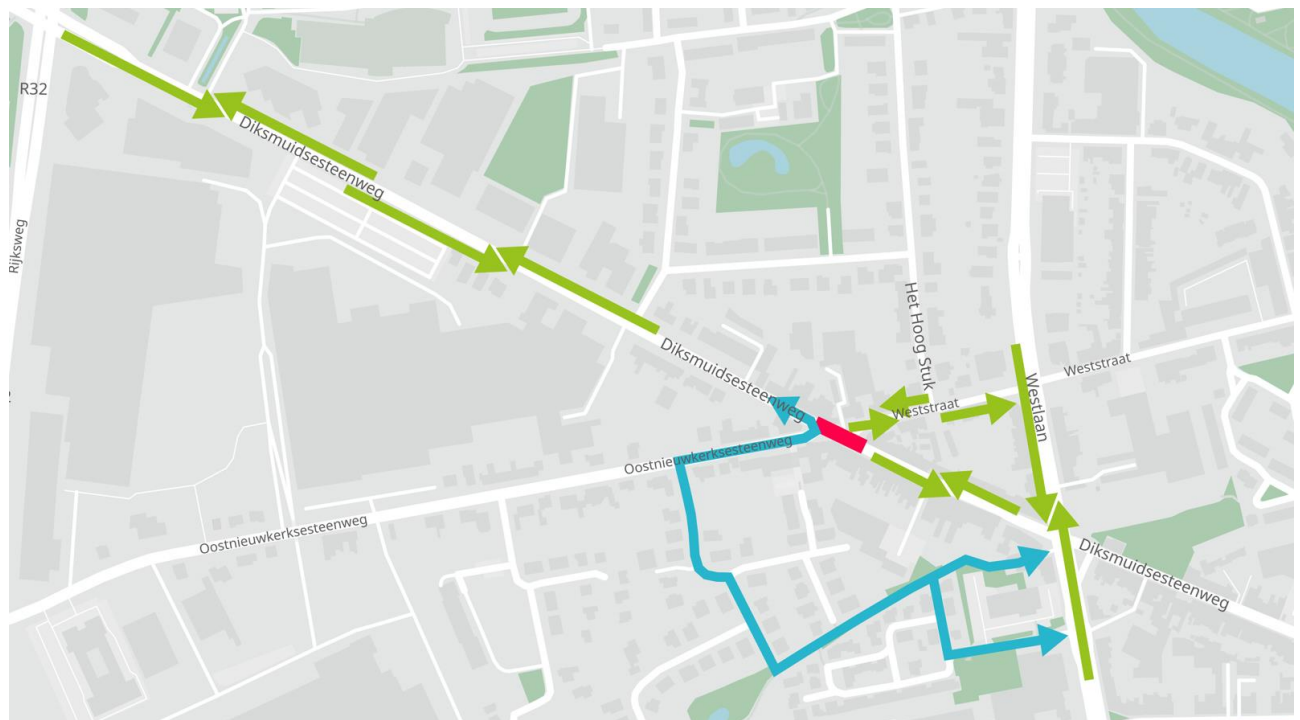 R32
Diksmuidsesteenweg
Rijksweg
Het Hoog Stuk
Diksmuidsesteenweg
Weststraat
Westlaan
Weststraat
Oostnieuwkerksesteenweg
Oostnieuwkerksesteenweg
Diksmuidsesteenweg